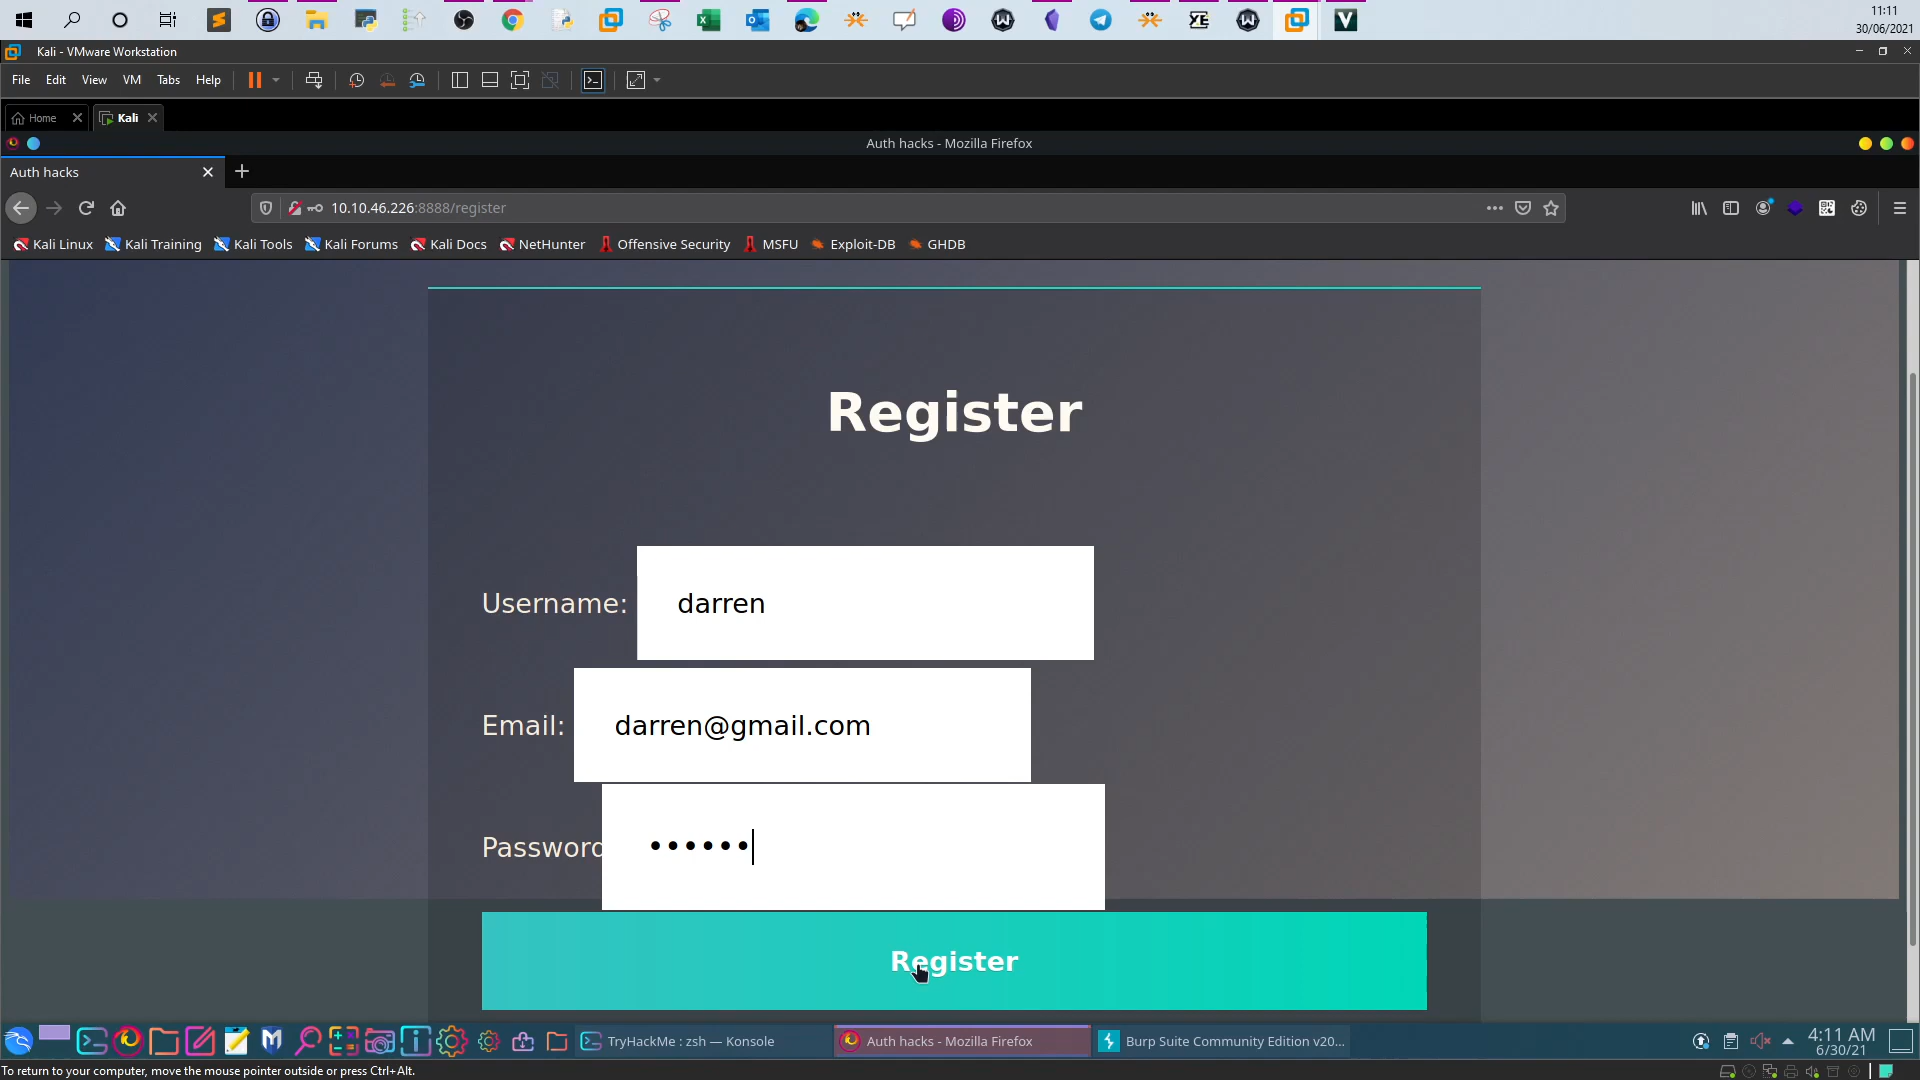 11:11
30/06/2021
Kali - VMware Workstation
File Edit View VM Tabs Help
Home Kali
Auth hacks - Mozilla Firefox
Auth hacks
10.10.46.226:8888/register
Kali Linux Kali Training Kali Tools Kali Forums Kali Docs NetHunter Offensive Security MSFU Exploit-DB GHDB
Register
Username: darren
Email: darren@gmail.com
Password
Register
TryHackMe : zsh — Konsole Auth hacks - Mozilla Firefox Burp Suite Community Edition v20...
4:11 AM
6/30/21
To return to your computer, move the mouse pointer outside or press Ctrl+Alt.